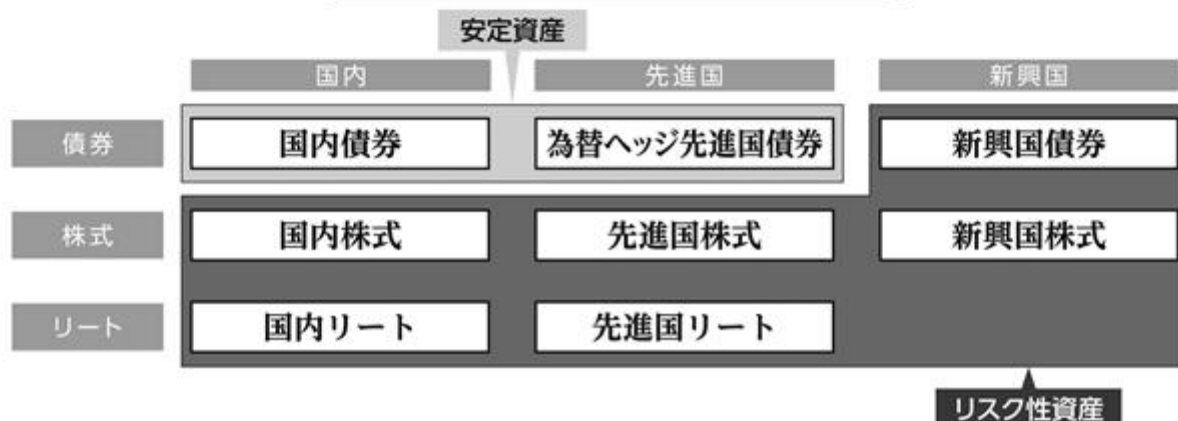 安定資産
国内 先進国 新興国
債券 国内債券 為替ヘッジ先進国債券 新興国債券
株式 国内株式 先進国株式 新興国株式
リート 国内リート 先進国リート
リスク性資産